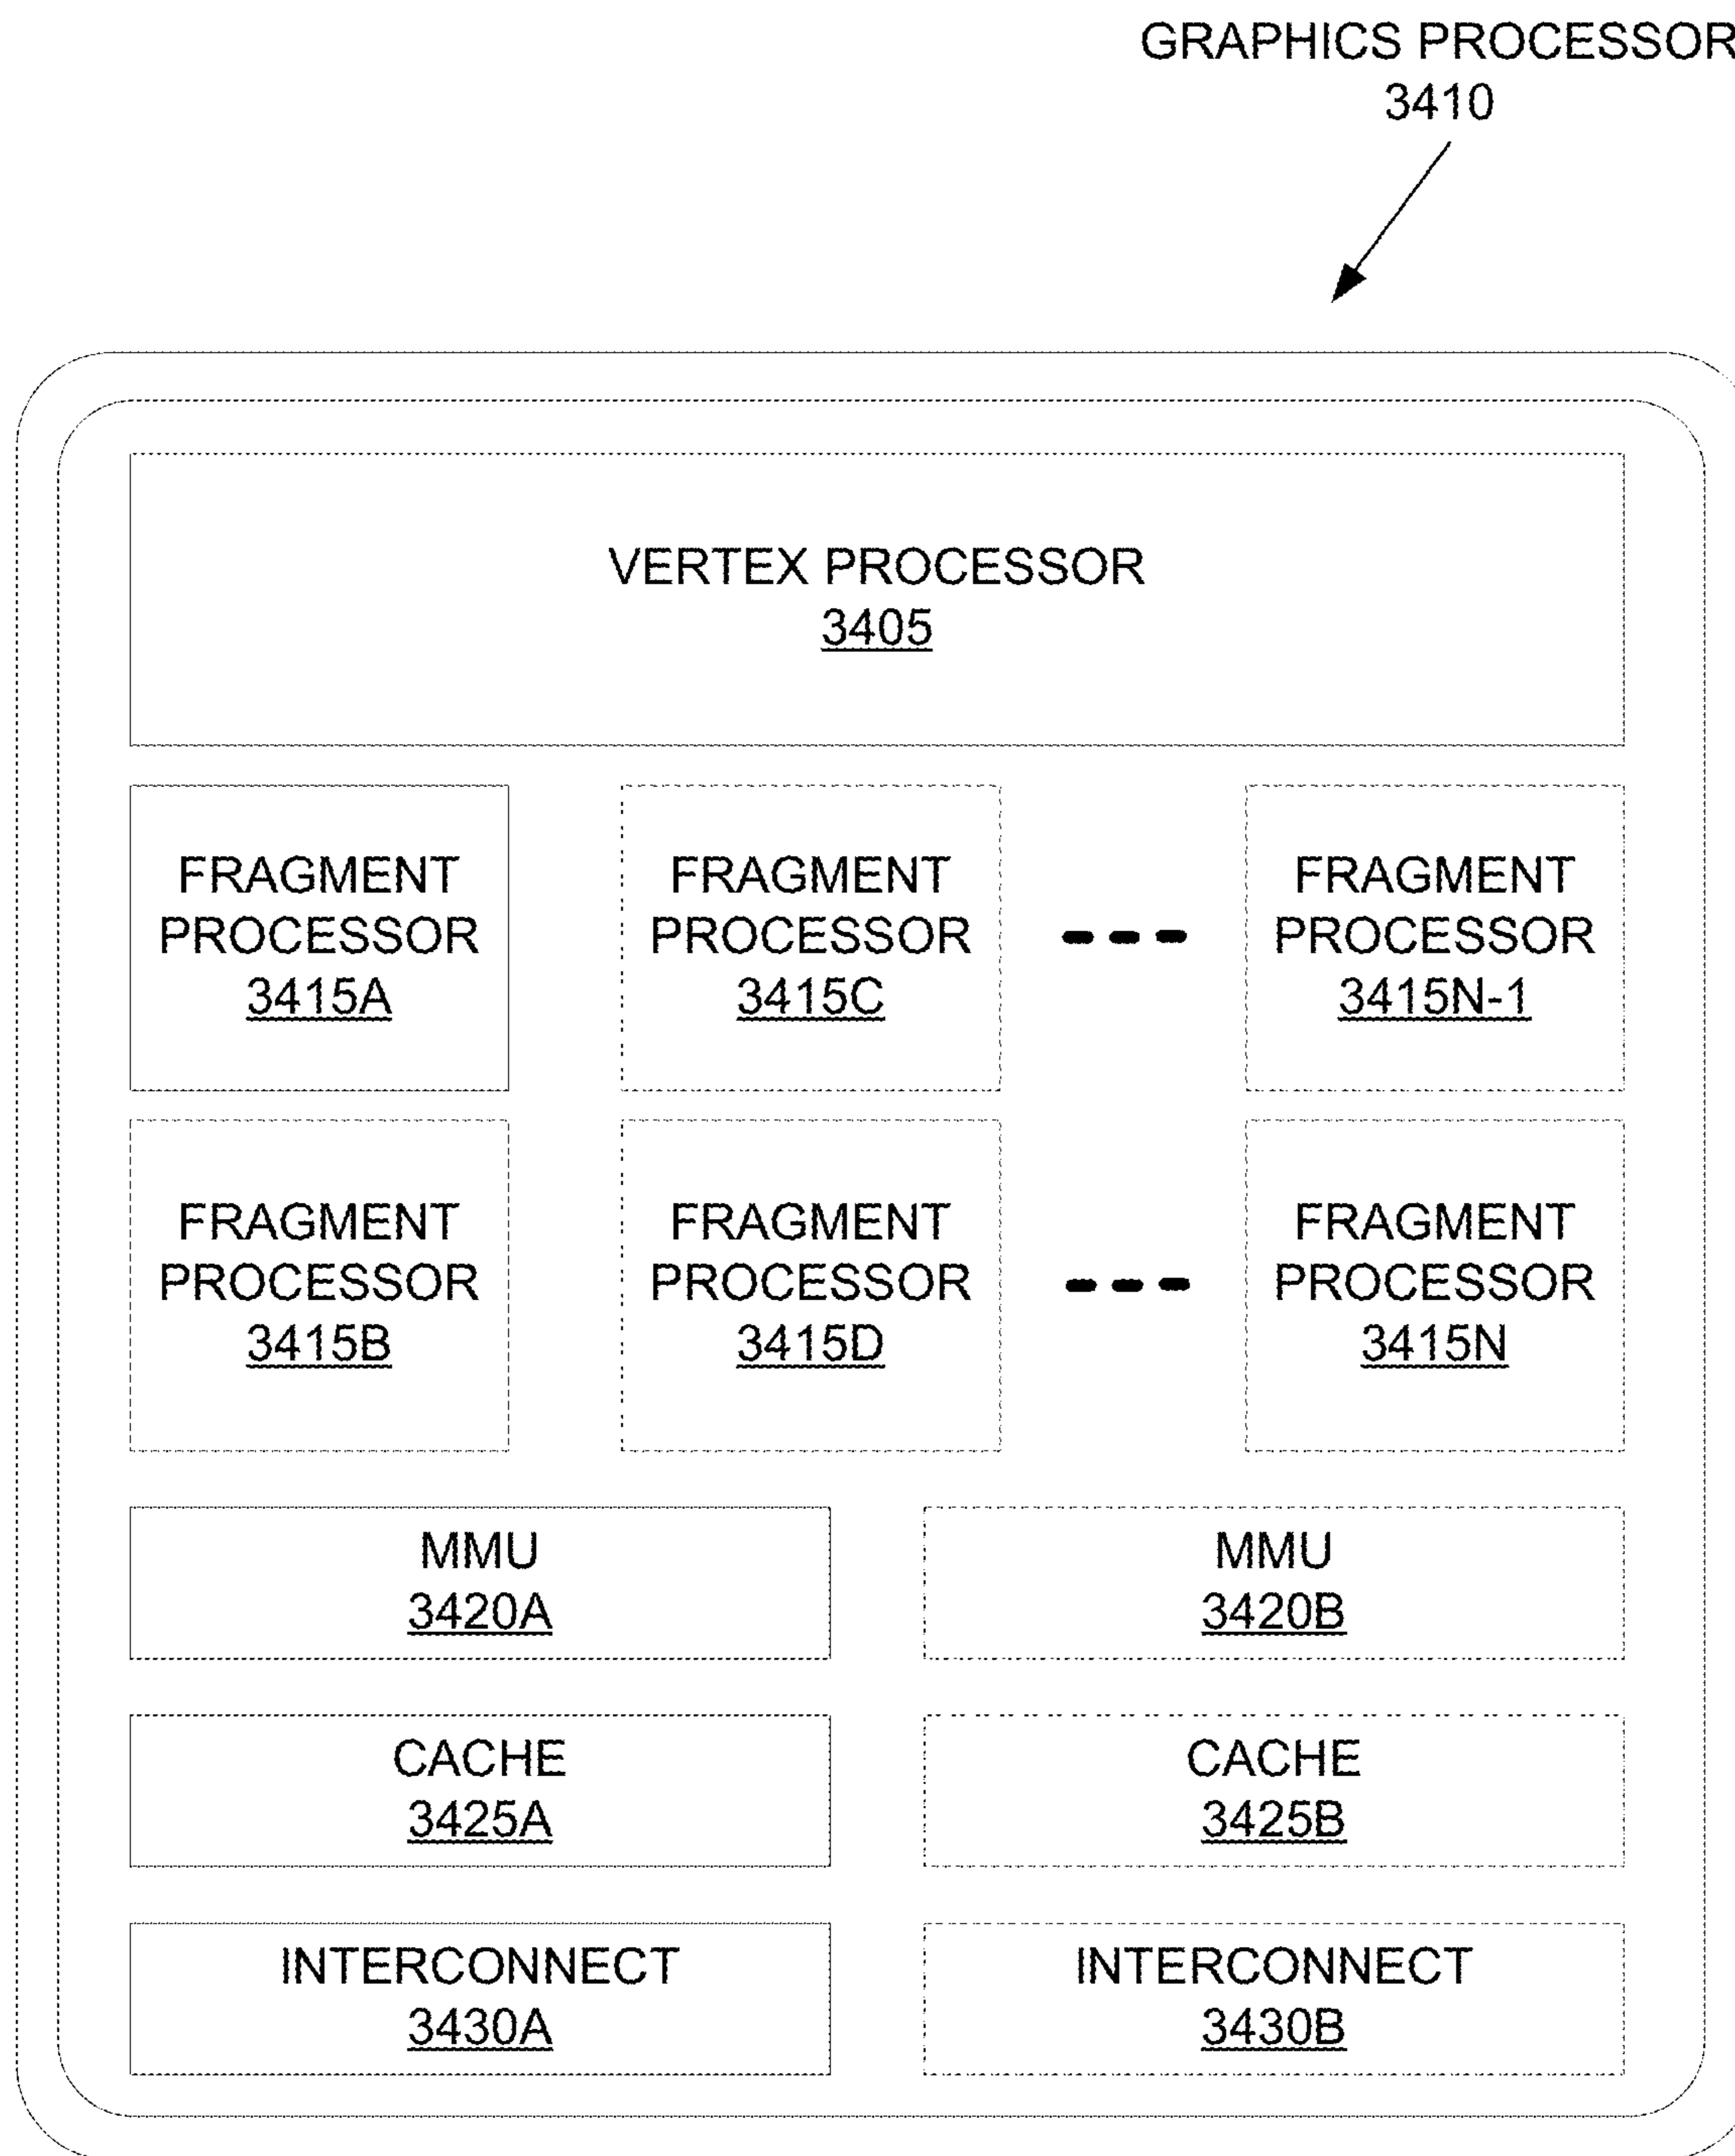 GRAPHICS PROCESSOR
3410
VERTEX PROCESSOR
3405
FRAGMENT
PROCESSOR
3415A
FRAGMENT
PROCESSOR
3415C
FRAGMENT
PROCESSOR
3415N-1
FRAGMENT
PROCESSOR
3415B
FRAGMENT
PROCESSOR
3415D
FRAGMENT
PROCESSOR
3415N
MMU
3420A
MMU
3420B
CACHE
3425A
CACHE
3425B
INTERCONNECT
3430A
INTERCONNECT
3430B